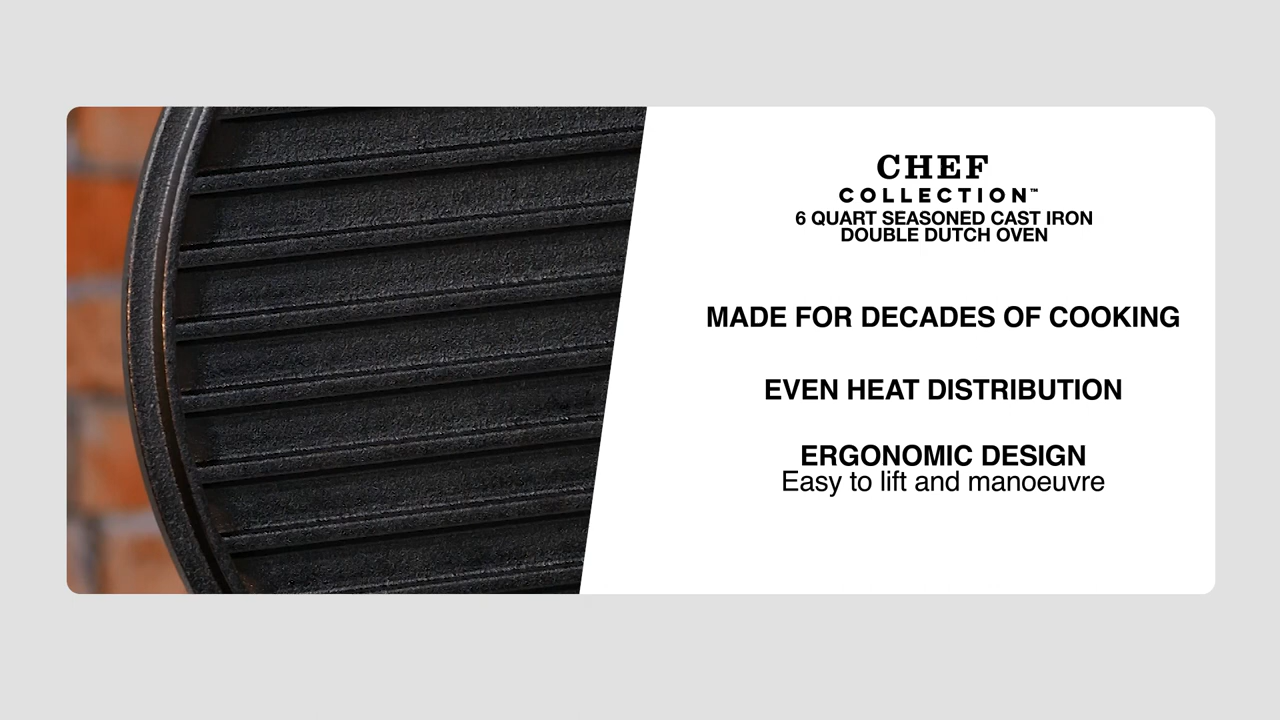 CHEF
COLLECTION™
6 QUART SEASONED CAST IRON
DOUBLE DUTCH OVEN
MADE FOR DECADES OF COOKING
EVEN HEAT DISTRIBUTION
ERGONOMIC DESIGN
Easy to lift and manoeuvre